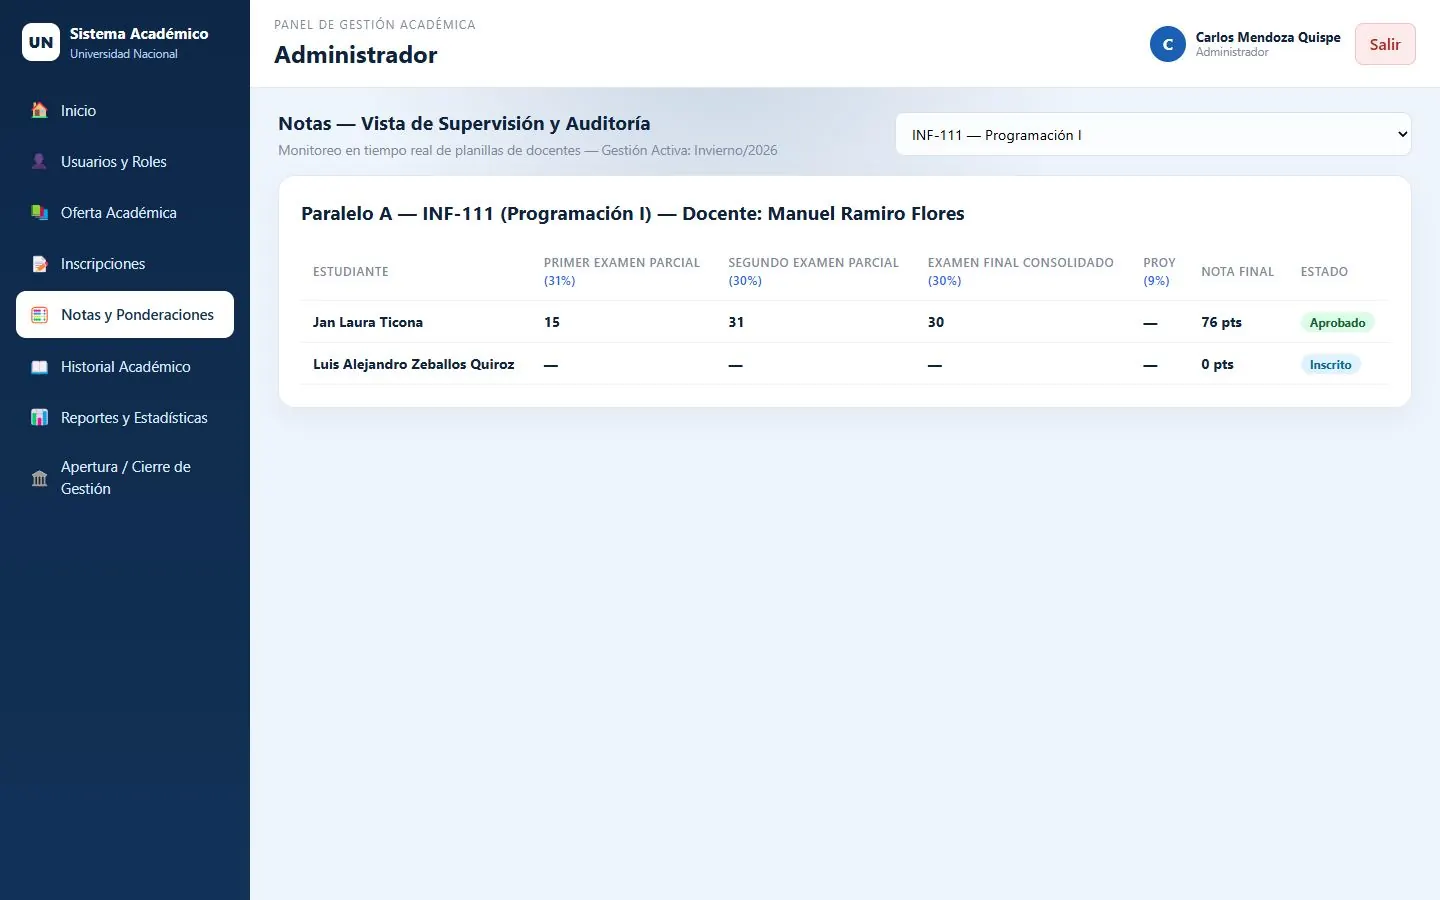 UN
Sistema Académico
Universidad Nacional
Inicio
Usuarios y Roles
Oferta Académica
Inscripciones
Notas y Ponderaciones
Historial Académico
Reportes y Estadísticas
Apertura / Cierre de
Gestión
PANEL DE GESTIÓN ACADÉMICA
Administrador
C
Carlos Mendoza Quispe
Administrador
Salir
Notas — Vista de Supervisión y Auditoría
Monitoreo en tiempo real de planillas de docentes — Gestión Activa: Invierno/2026
INF-111 — Programación I
Paralelo A — INF-111 (Programación I) — Docente: Manuel Ramiro Flores
ESTUDIANTE PRIMER EXAMEN PARCIAL (31%) SEGUNDO EXAMEN PARCIAL (30%) EXAMEN FINAL CONSOLIDADO (30%) PROY (9%) NOTA FINAL ESTADO
Jan Laura Ticona 15 31 30 — 76 pts Aprobado
Luis Alejandro Zeballos Quiroz — — — — 0 pts Inscrito